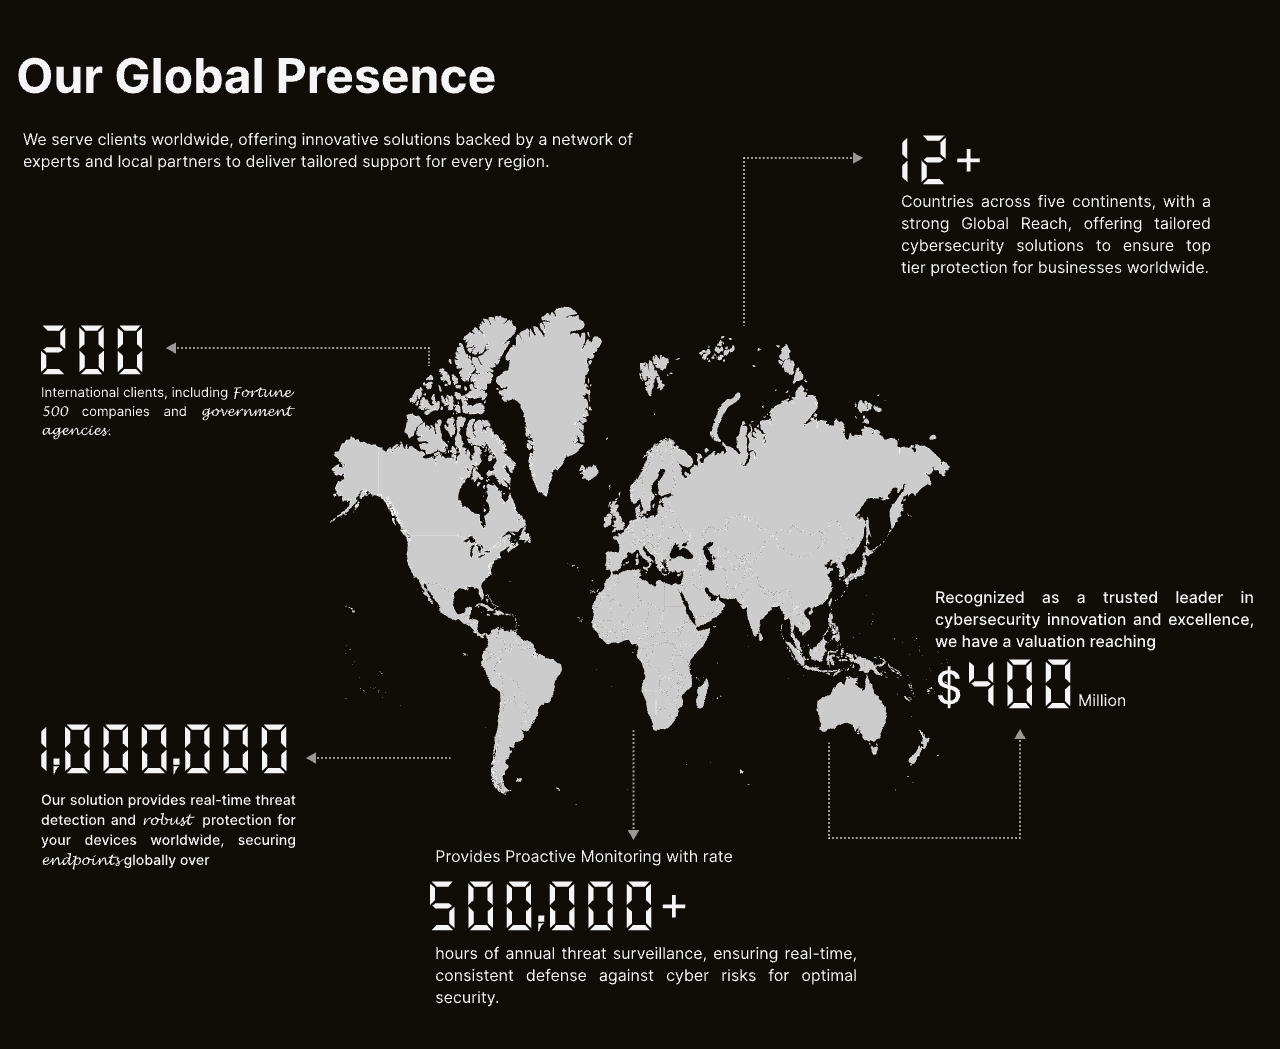 Our Global Presence
We serve clients worldwide, offering innovative solutions backed by a network of
experts and local partners to deliver tailored support for every region.
12+
Countries across five continents, with a
strong Global Reach, offering tailored
cybersecurity solutions to ensure top
tier protection for businesses worldwide.
200
International clients, including Fortune
500 companies and government
agencies.
Recognized as a trusted leader in
cybersecurity innovation and excellence,
we have a valuation reaching
$400 Million
1,000,000
Our solution provides real-time threat
detection and robust protection for
your devices worldwide, securing
endpoints globally over
Provides Proactive Monitoring with rate
500,000+
hours of annual threat surveillance, ensuring real-time,
consistent defense against cyber risks for optimal
security.